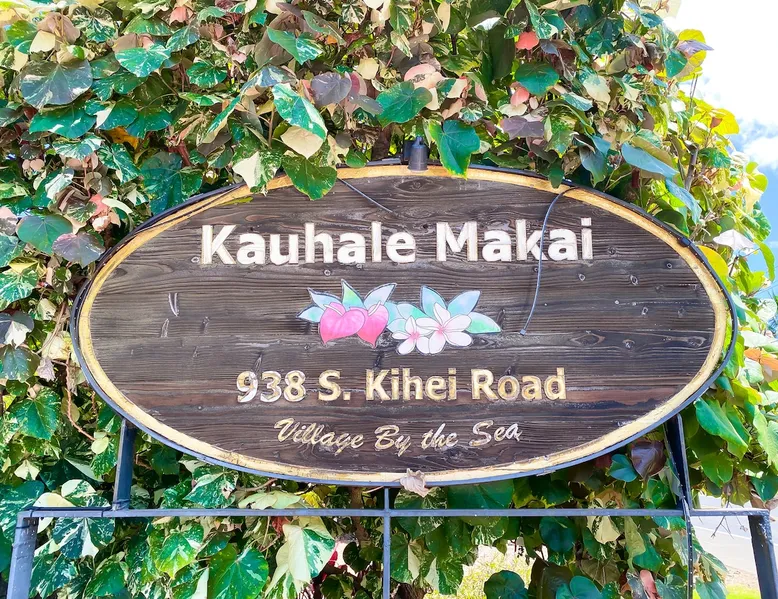 Kauhale Makai
938 S. Kihei Road
Village By the Sea